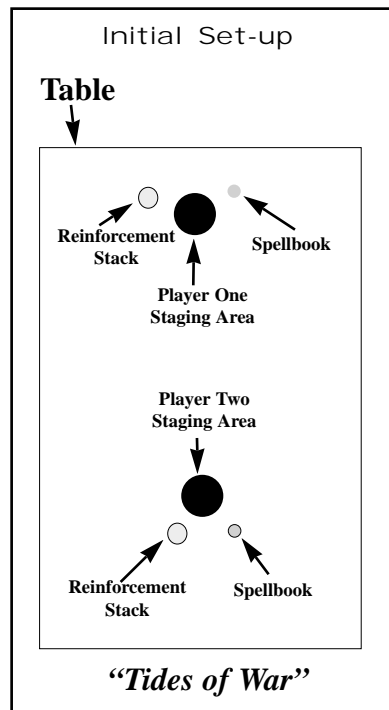 Initial Set-up
Table
Reinforcement
Stack
Spellbook
Player One
Staging Area
Player Two
Staging Area
Reinforcement
Stack
Spellbook
“Tides of War”